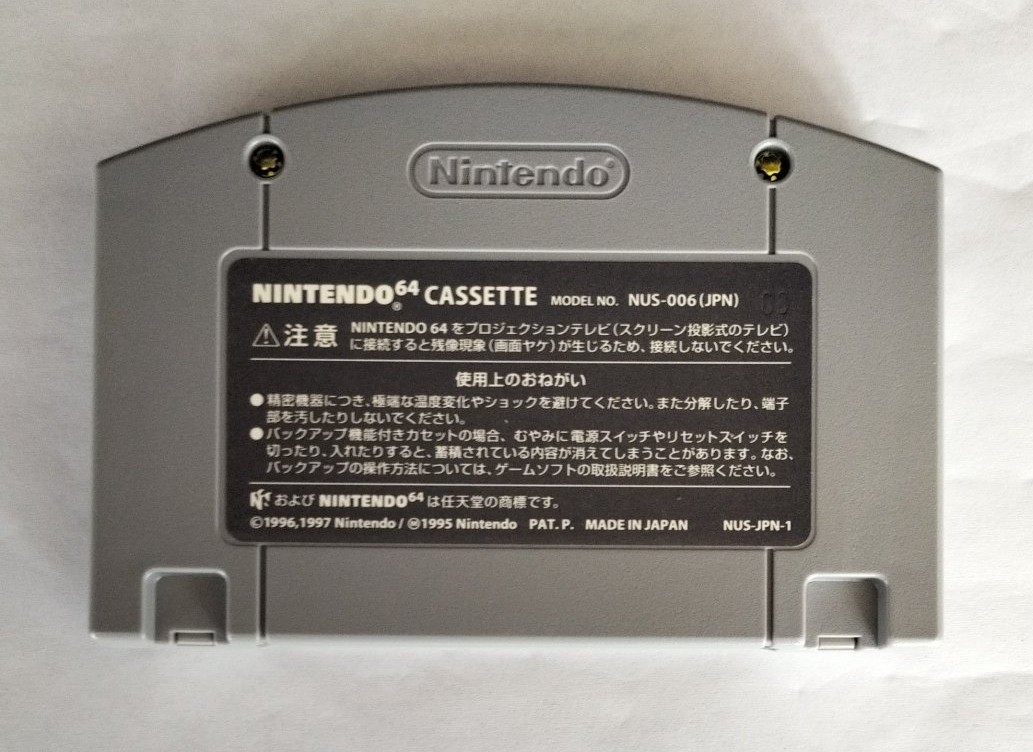 Nintendo®
NINTENDO64® CASSETTE MODEL NO. NUS-006(JPN)
注意 NINTENDO 64 をプロジェクションテレビ(スクリーン投影式のテレビ)
に接続すると残像現象(画面ヤケ)が生じるため、接続しないでください。
使用上のおねがい
●精密機器につき、極端な温度変化やショックを避けてください。また分解したり、端子
部を汚したりしないでください。
●バックアップ機能付きカセットの場合、むやみに電源スイッチやリセットスイッチを
切ったり、入れたりすると、蓄積されている内容が消えてしまうことがあります。なお、
バックアップの操作方法については、ゲームソフトの取扱説明書をご参照ください。
および NINTENDO64 は任天堂の商標です。
©1996,1997 Nintendo / Ⓜ1995 Nintendo PAT. P. MADE IN JAPAN NUS-JPN-1